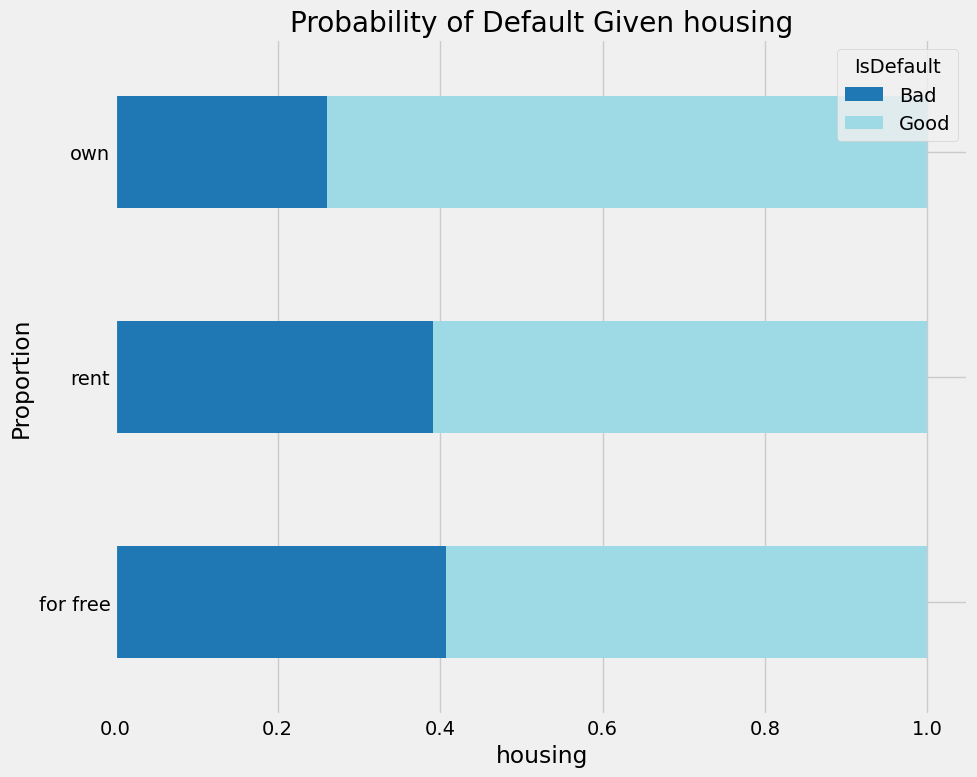 Probability of Default Given housing
IsDefault
Bad
Good
own
rent
for free
Proportion
0.0 0.2 0.4 0.6 0.8 1.0
housing